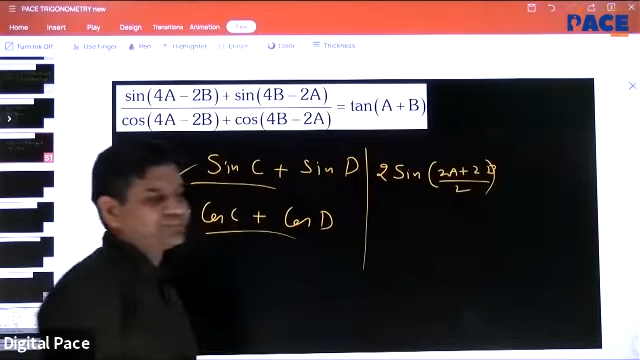 PACE TRIGONOMETRY new
Home Insert Play Design Transitions Animation Pen
Turn Ink Off Use Finger Pen Highlighter Eraser Color Thickness
PACE
51
sin(4A − 2B) + sin(4B − 2A) / cos(4A − 2B) + cos(4B − 2A) = tan(A + B)
Sin C + Sin D
2 Sin (2A + 2B / 2)
Cos C + Cos D
Digital Pace